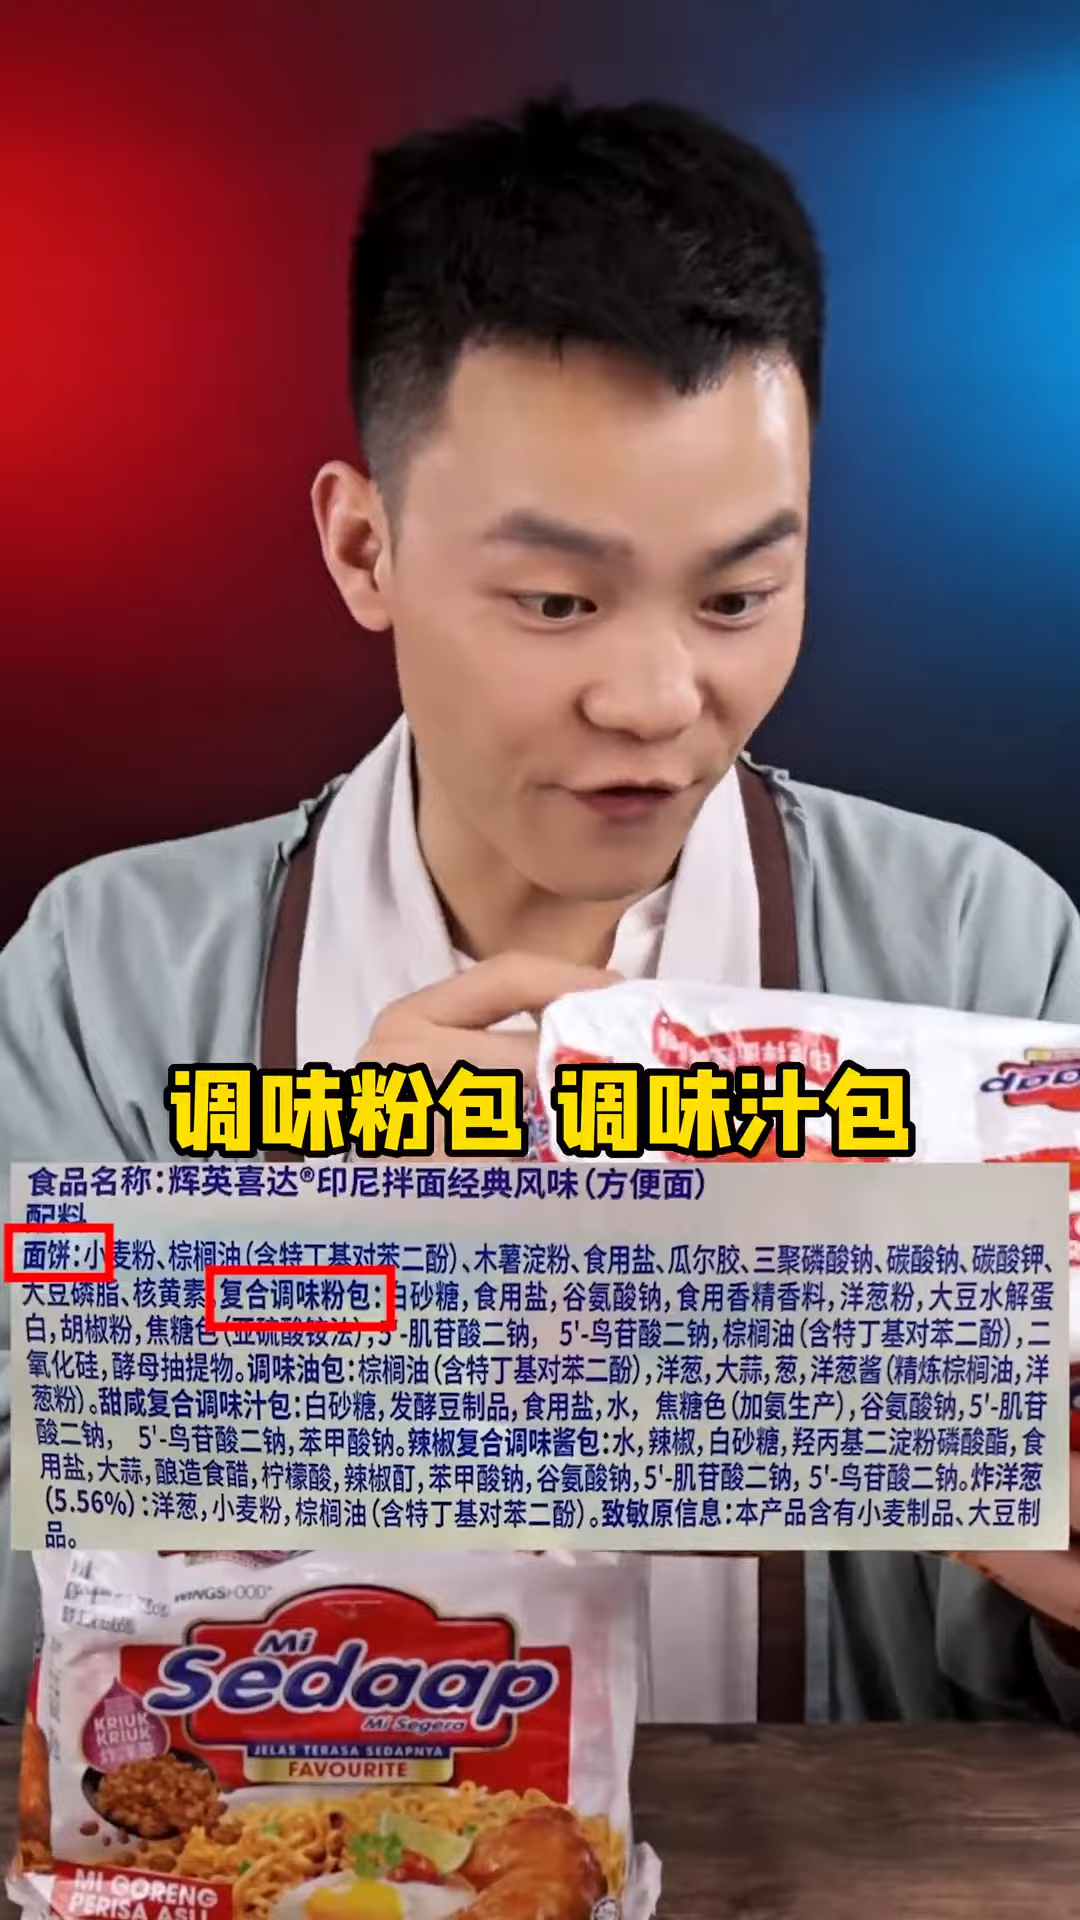 调味粉包 调味汁包
食品名称：辉英喜达®印尼拌面经典风味（方便面）
配料
面饼：小麦粉、棕榈油（含特丁基对苯二酚）、木薯淀粉、食用盐、瓜尔胶、三聚磷酸钠、碳酸钠、碳酸钾、
大豆磷脂、核黄素 复合调味粉包：白砂糖，食用盐，谷氨酸钠，食用香精香料，洋葱粉，大豆水解蛋
白，胡椒粉，焦糖色（亚硫酸铵法），5'-肌苷酸二钠， 5'-鸟苷酸二钠，棕榈油（含特丁基对苯二酚），二
氧化硅，酵母抽提物。调味油包：棕榈油（含特丁基对苯二酚），洋葱，大蒜，葱，洋葱酱（精炼棕榈油，洋
葱粉）。甜咸复合调味汁包：白砂糖，发酵豆制品，食用盐，水， 焦糖色（加氨生产），谷氨酸钠，5'-肌苷
酸二钠， 5'-鸟苷酸二钠，苯甲酸钠。辣椒复合调味酱包：水，辣椒，白砂糖，羟丙基二淀粉磷酸酯，食
用盐，大蒜，酿造食醋，柠檬酸，辣椒酊，苯甲酸钠，谷氨酸钠，5'-肌苷酸二钠，5'-鸟苷酸二钠。炸洋葱
（5.56%）：洋葱，小麦粉，棕榈油（含特丁基对苯二酚）。致敏原信息：本产品含有小麦制品、大豆制
品。
WINGSFOOD
Mi
Sedaap
Mi Segera
JELAS TERASA SEDAPNYA
FAVOURITE
KRIUK
KRIUK
MI GORENG
PERISA ASLI